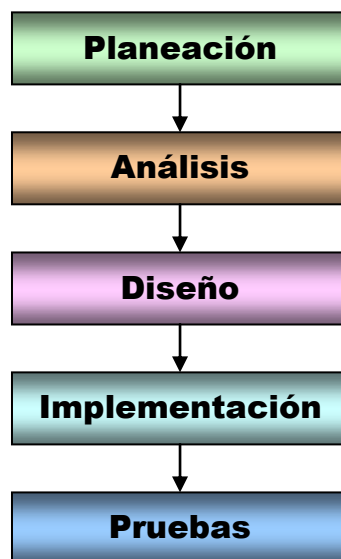 Planeación
Análisis
Diseño
Implementación
Pruebas